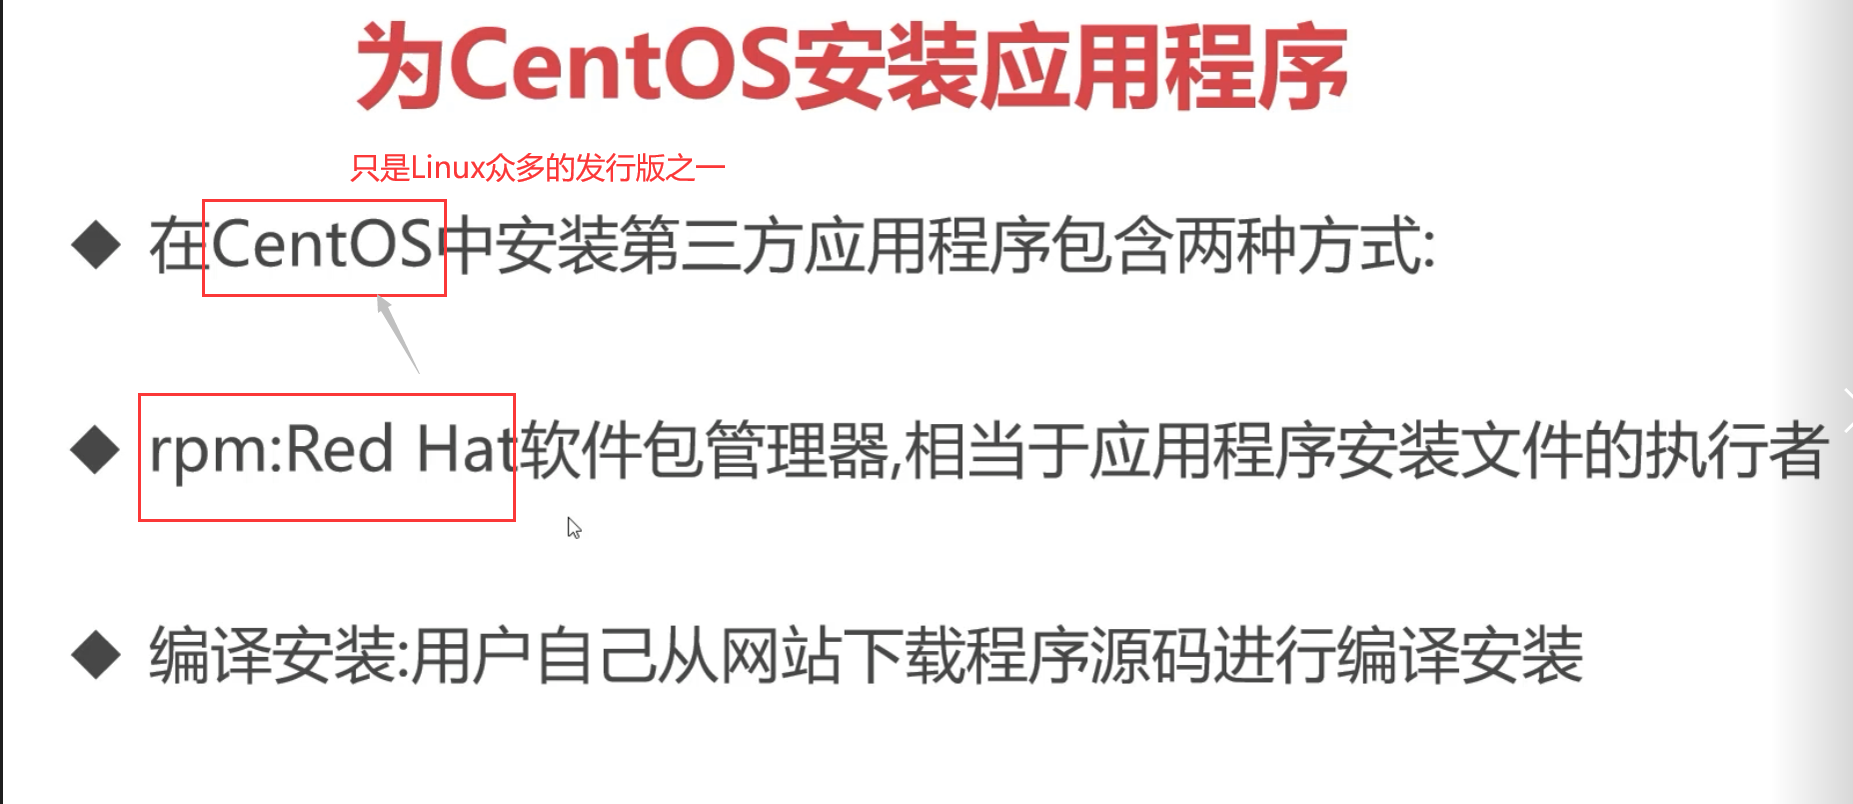 为CentOS安装应用程序
只是Linux众多的发行版之一
在CentOS中安装第三方应用程序包含两种方式:
rpm:Red Hat软件包管理器,相当于应用程序安装文件的执行者
编译安装:用户自己从网站下载程序源码进行编译安装